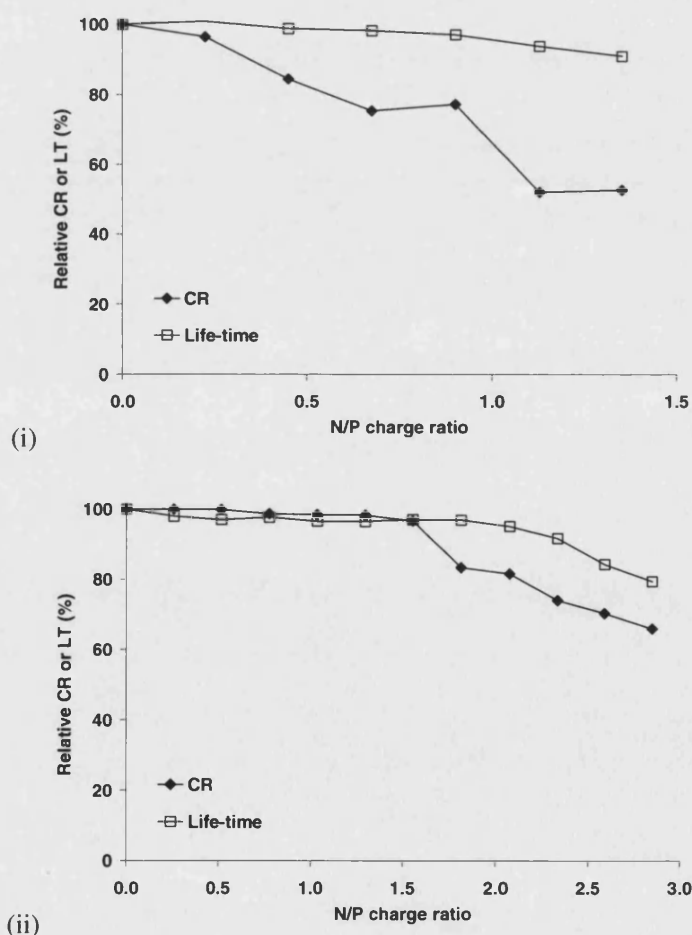 100
80
60
40
20
0
Relative CR or LT (%)
CR
Life-time
0.0 0.5 1.0 1.5
N/P charge ratio
(i)
100
80
60
40
20
0
Relative CR or LT (%)
CR
Life-time
0.0 0.5 1.0 1.5 2.0 2.5 3.0
N/P charge ratio
(ii)